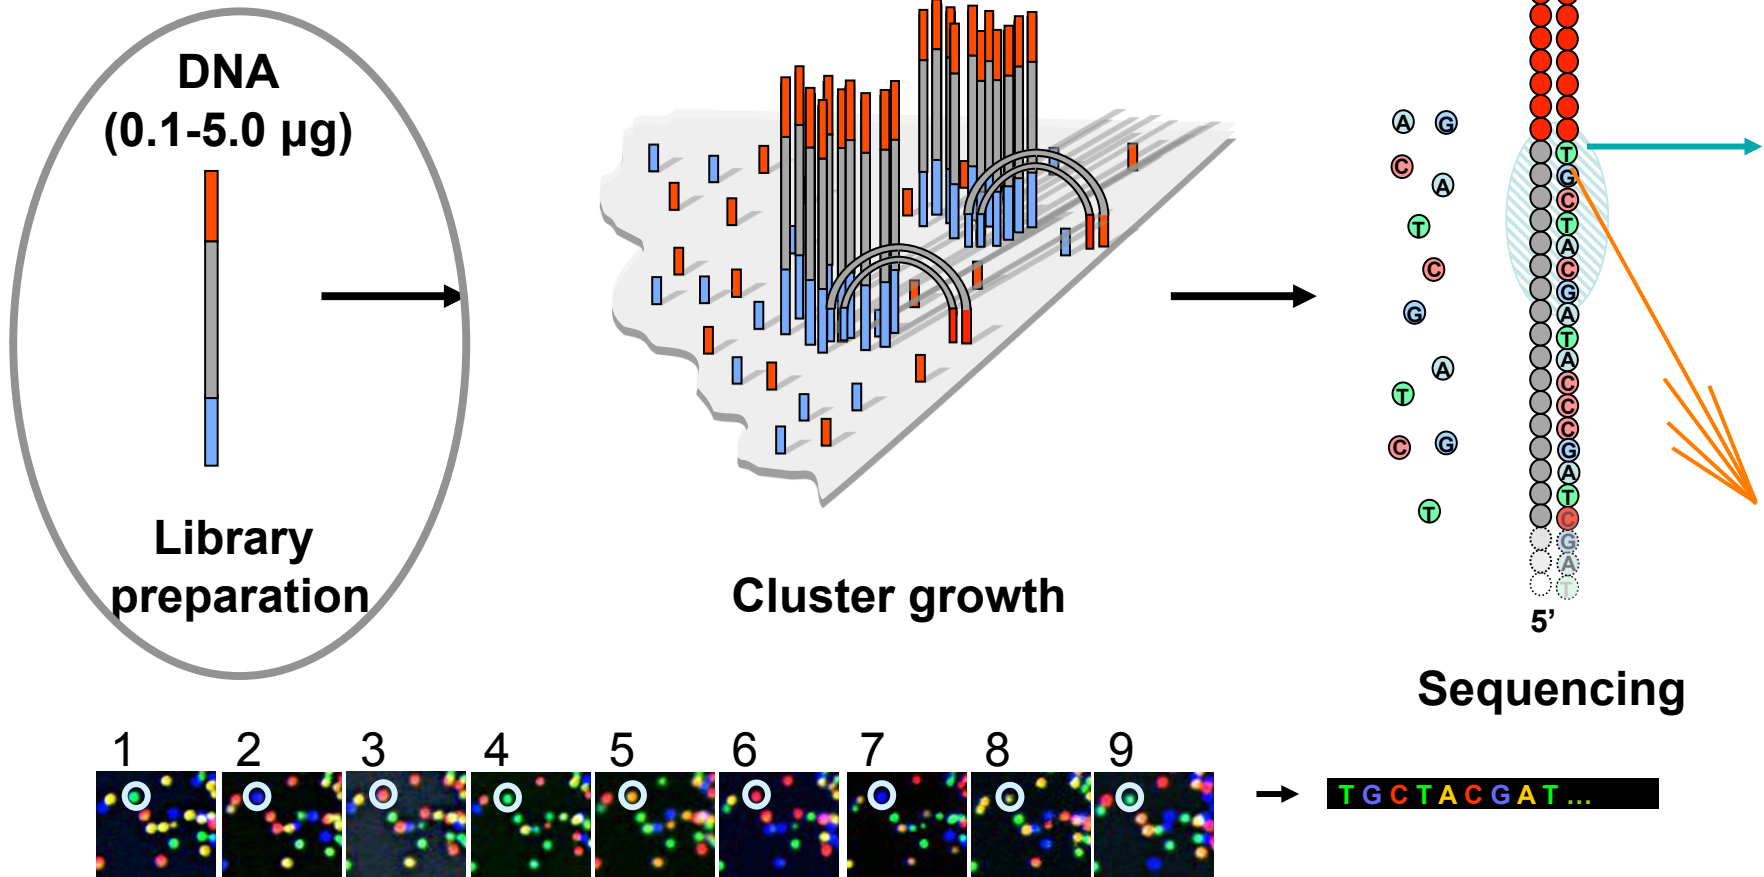 DNA
(0.1-5.0 µg)
Library
preparation
Cluster growth
A G
C
A
T
C
G
A
T
C G
T
T
G
C
T
A
C
G
A
T
A
C
C
C
G
A
T
C
G
A
T
5’
Sequencing
1 2 3 4 5 6 7 8 9
TGCTACGAT...